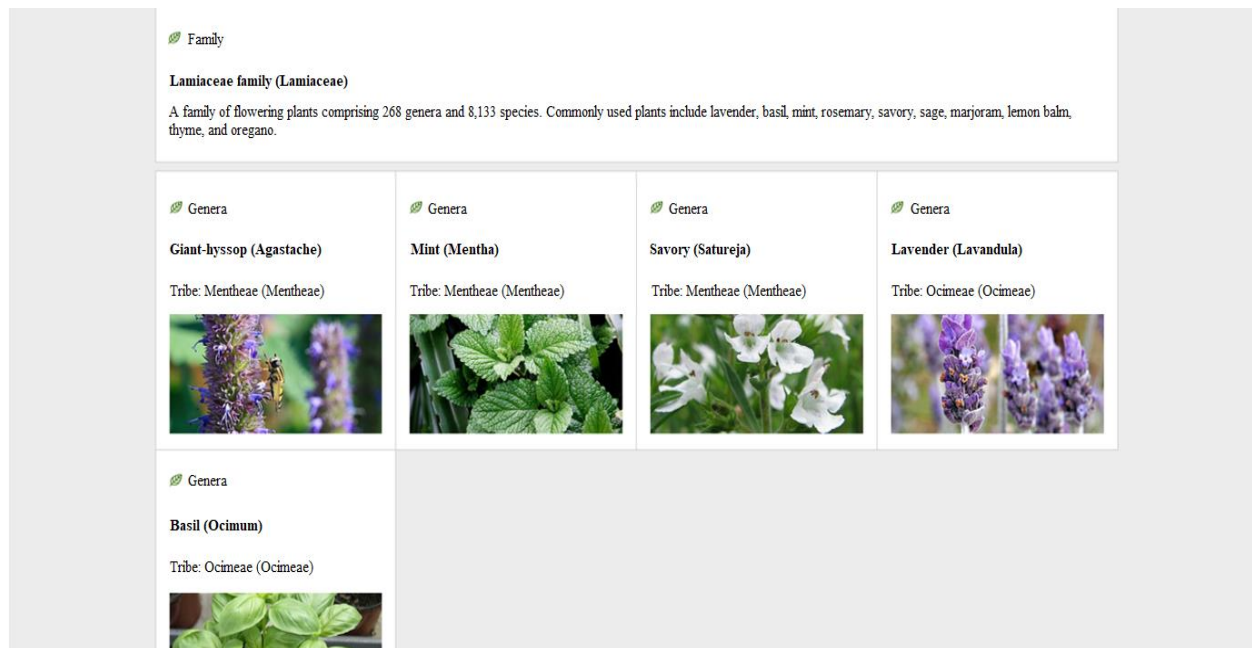 Family
Lamiaceae family (Lamiaceae)
A family of flowering plants comprising 268 genera and 8,133 species. Commonly used plants include lavender, basil, mint, rosemary, savory, sage, marjoram, lemon balm,
thyme, and oregano.
Genera
Giant-hyssop (Agastache)
Tribe: Mentheae (Mentheae)
Genera
Mint (Mentha)
Tribe: Mentheae (Mentheae)
Genera
Savory (Satureja)
Tribe: Mentheae (Mentheae)
Genera
Lavender (Lavandula)
Tribe: Ocimeae (Ocimeae)
Genera
Basil (Ocimum)
Tribe: Ocimeae (Ocimeae)